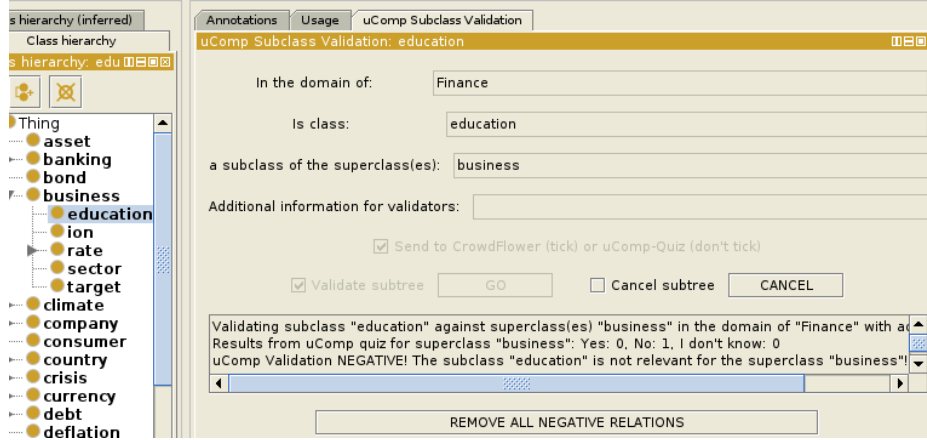 s hierarchy (inferred)
Class hierarchy
s hierarchy: edu
Thing
asset
banking
bond
business
education
ion
rate
sector
target
climate
company
consumer
country
crisis
currency
debt
deflation
Annotations Usage uComp Subclass Validation
uComp Subclass Validation: education
In the domain of: Finance
Is class: education
a subclass of the superclass(es): business
Additional information for validators:
Send to CrowdFlower (tick) or uComp-Quiz (don't tick)
Validate subtree GO Cancel subtree CANCEL
Validating subclass "education" against superclass(es) "business" in the domain of "Finance" with ad
Results from uComp quiz for superclass "business": Yes: 0, No: 1, I don't know: 0
uComp Validation NEGATIVE! The subclass "education" is not relevant for the superclass "business"!
REMOVE ALL NEGATIVE RELATIONS